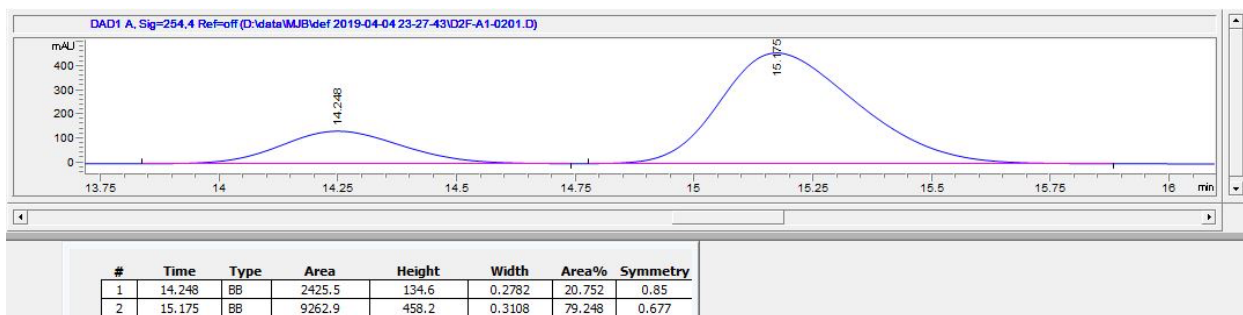 DAD1 A, Sig=254,4 Ref=off (D:\data\MJB\def 2019-04-04 23-27-43\D2F-A1-0201.D)
mAU
400
300
200
100
0
14.248
15.175
13.75 14 14.25 14.5 14.75 15 15.25 15.5 15.75 16 min
# Time Type Area Height Width Area% Symmetry
1 14.248 BB 2425.5 134.6 0.2782 20.752 0.85
2 15.175 BB 9262.9 458.2 0.3108 79.248 0.677